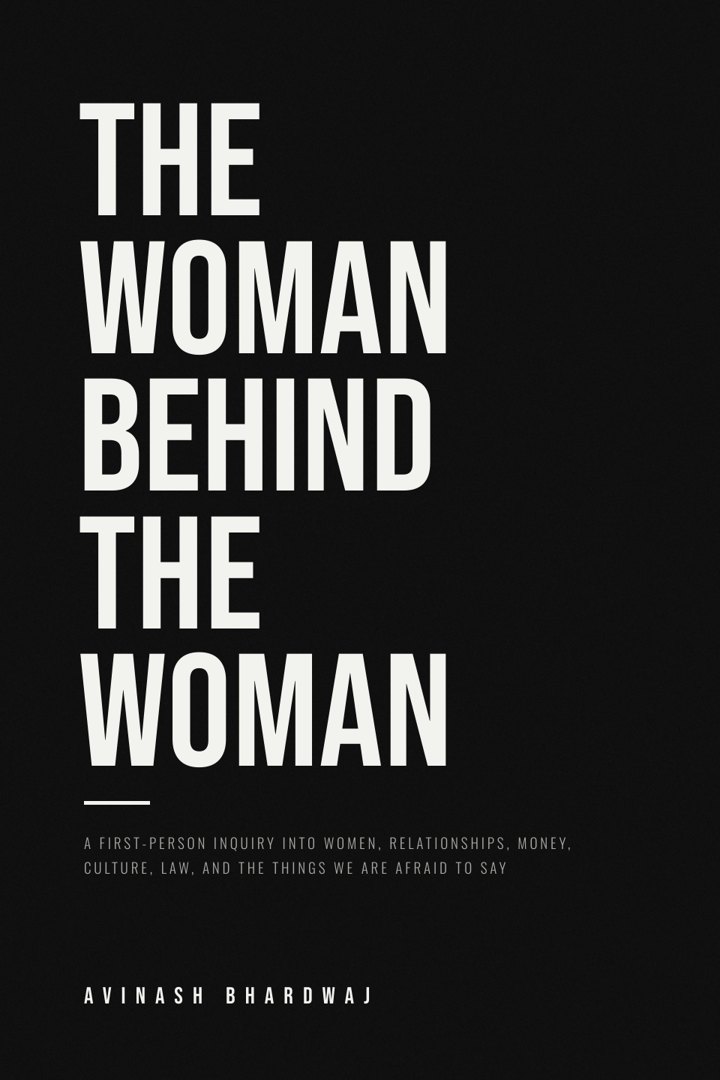 THE
WOMAN
BEHIND
THE
WOMAN
A FIRST-PERSON INQUIRY INTO WOMEN, RELATIONSHIPS, MONEY,
CULTURE, LAW, AND THE THINGS WE ARE AFRAID TO SAY
AVINASH BHARDWAJ